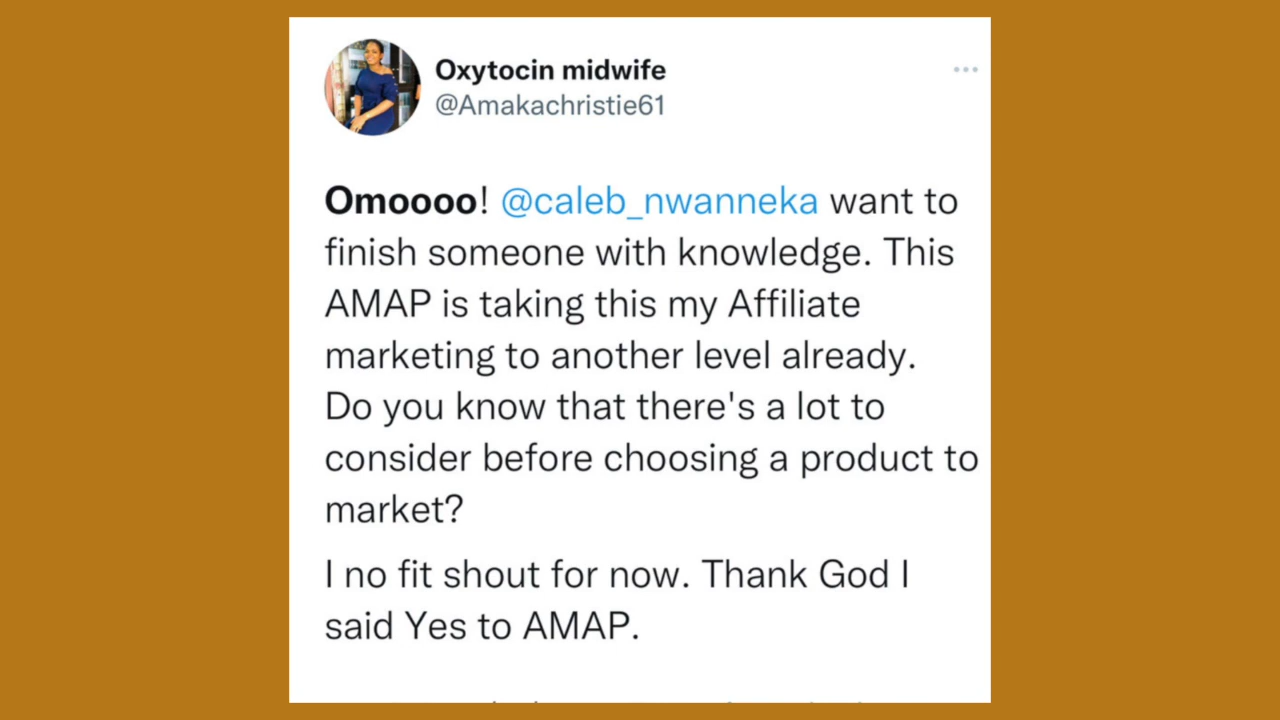 Oxytocin midwife
@Amakachristie61
Omoooo! @caleb_nwanneka want to
finish someone with knowledge. This
AMAP is taking this my Affiliate
marketing to another level already.
Do you know that there's a lot to
consider before choosing a product to
market?
I no fit shout for now. Thank God I
said Yes to AMAP.